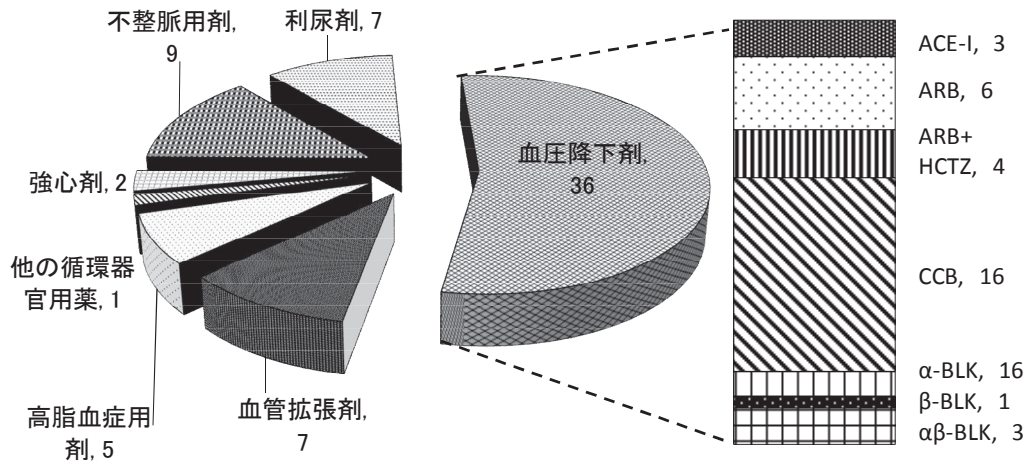 不整脈用剤,
9
利尿剤, 7
血圧降下剤,
36
強心剤, 2
他の循環器
官用薬, 1
高脂血症用
剤, 5
血管拡張剤,
7
ACE-I, 3
ARB, 6
ARB+
HCTZ, 4
CCB, 16
α-BLK, 16
β-BLK, 1
αβ-BLK, 3